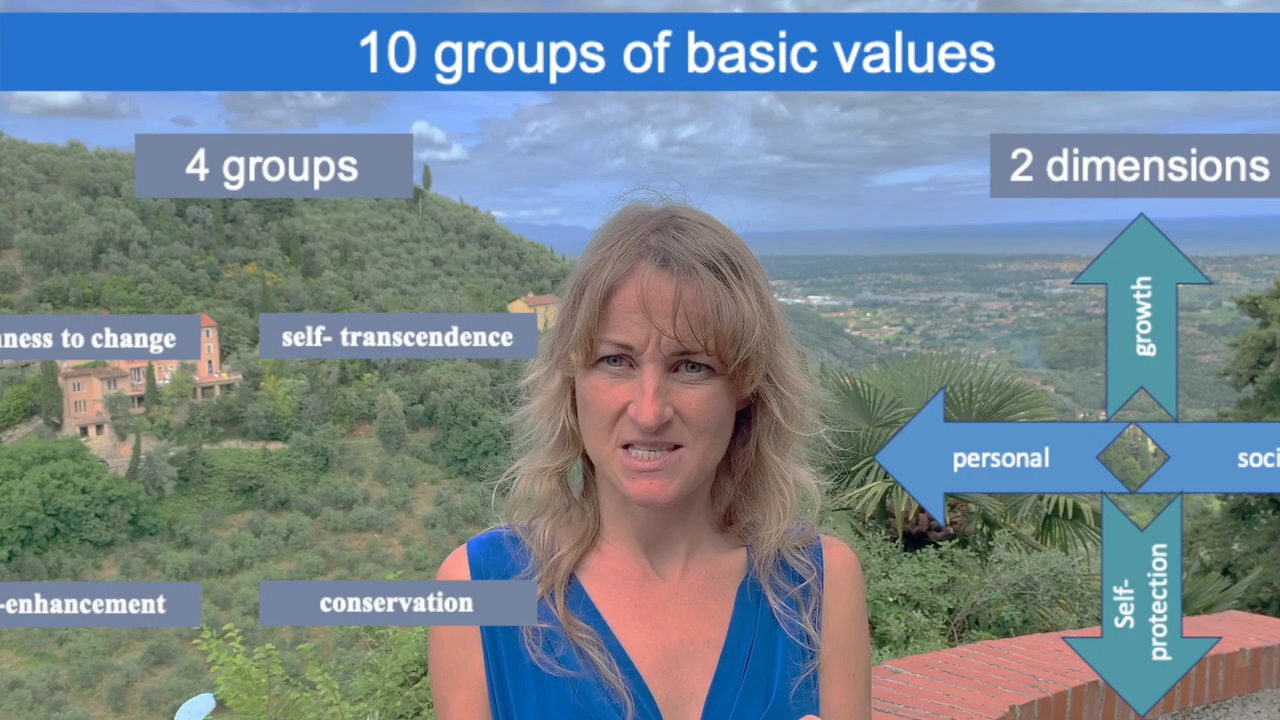 10 groups of basic values
4 groups
2 dimensions
growth
ness to change
self- transcendence
personal
soci
Self-
protection
-enhancement
conservation